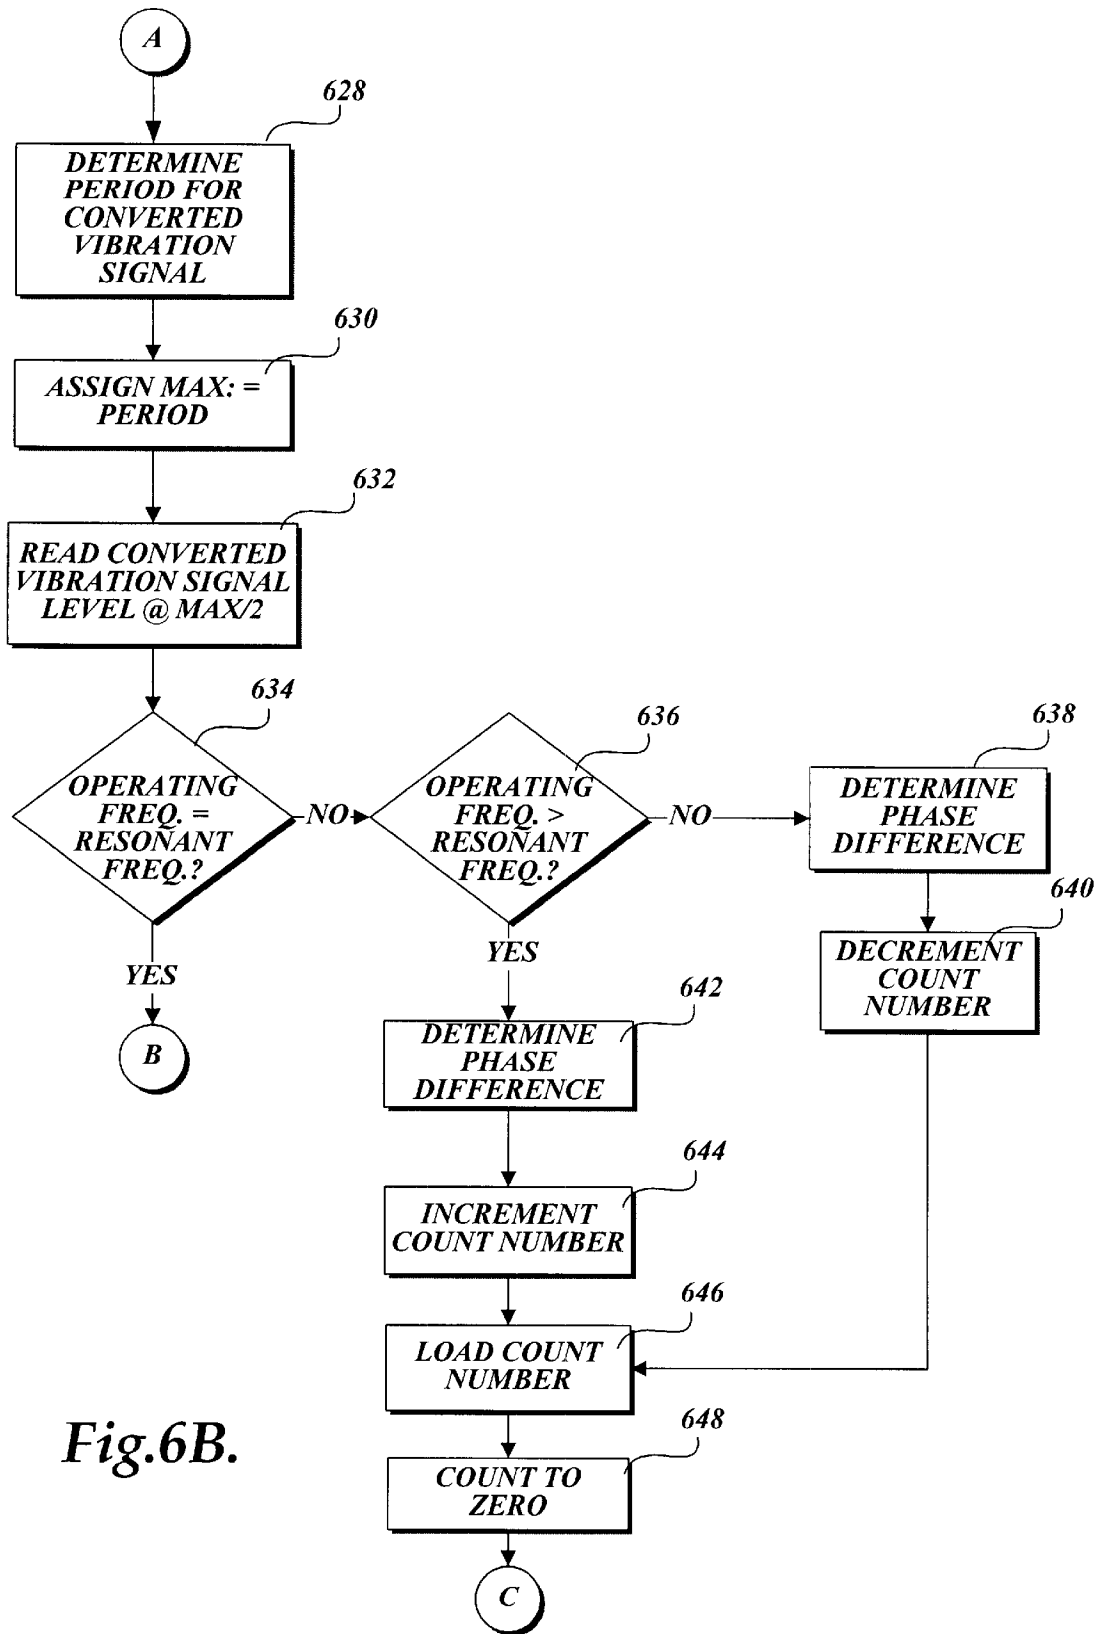 A
628
DETERMINE
PERIOD FOR
CONVERTED
VIBRATION
SIGNAL
630
ASSIGN MAX: =
PERIOD
632
READ CONVERTED
VIBRATION SIGNAL
LEVEL @ MAX/2
634
OPERATING
FREQ. =
RESONANT
FREQ.?
NO
YES
B
636
OPERATING
FREQ. >
RESONANT
FREQ.?
NO
YES
638
DETERMINE
PHASE
DIFFERENCE
640
DECREMENT
COUNT
NUMBER
642
DETERMINE
PHASE
DIFFERENCE
644
INCREMENT
COUNT NUMBER
646
LOAD COUNT
NUMBER
648
COUNT TO
ZERO
C
Fig.6B.